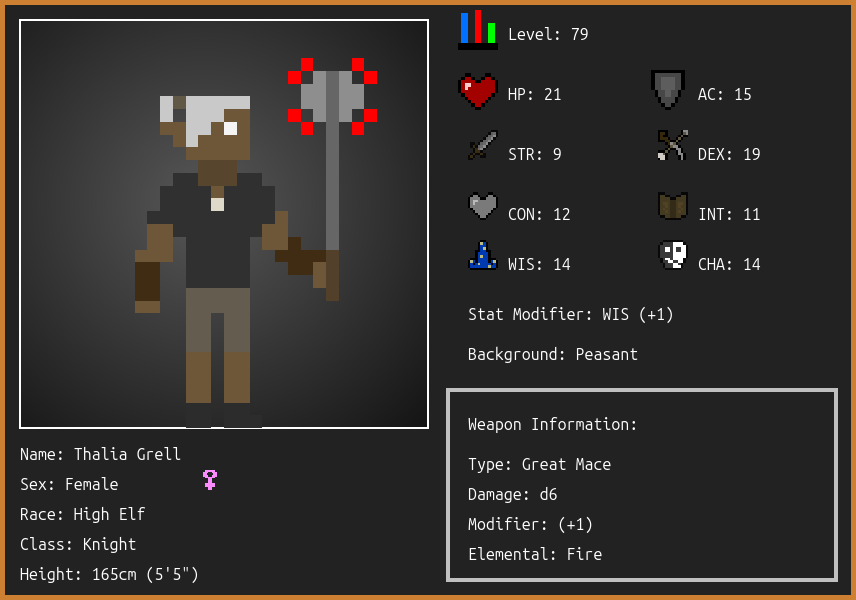 Level: 79
HP: 21
AC: 15
STR: 9
DEX: 19
CON: 12
INT: 11
WIS: 14
CHA: 14
Stat Modifier: WIS (+1)
Background: Peasant
Weapon Information:
Type: Great Mace
Damage: d6
Modifier: (+1)
Elemental: Fire
Name: Thalia Grell
Sex: Female
Race: High Elf
Class: Knight
Height: 165cm (5'5")